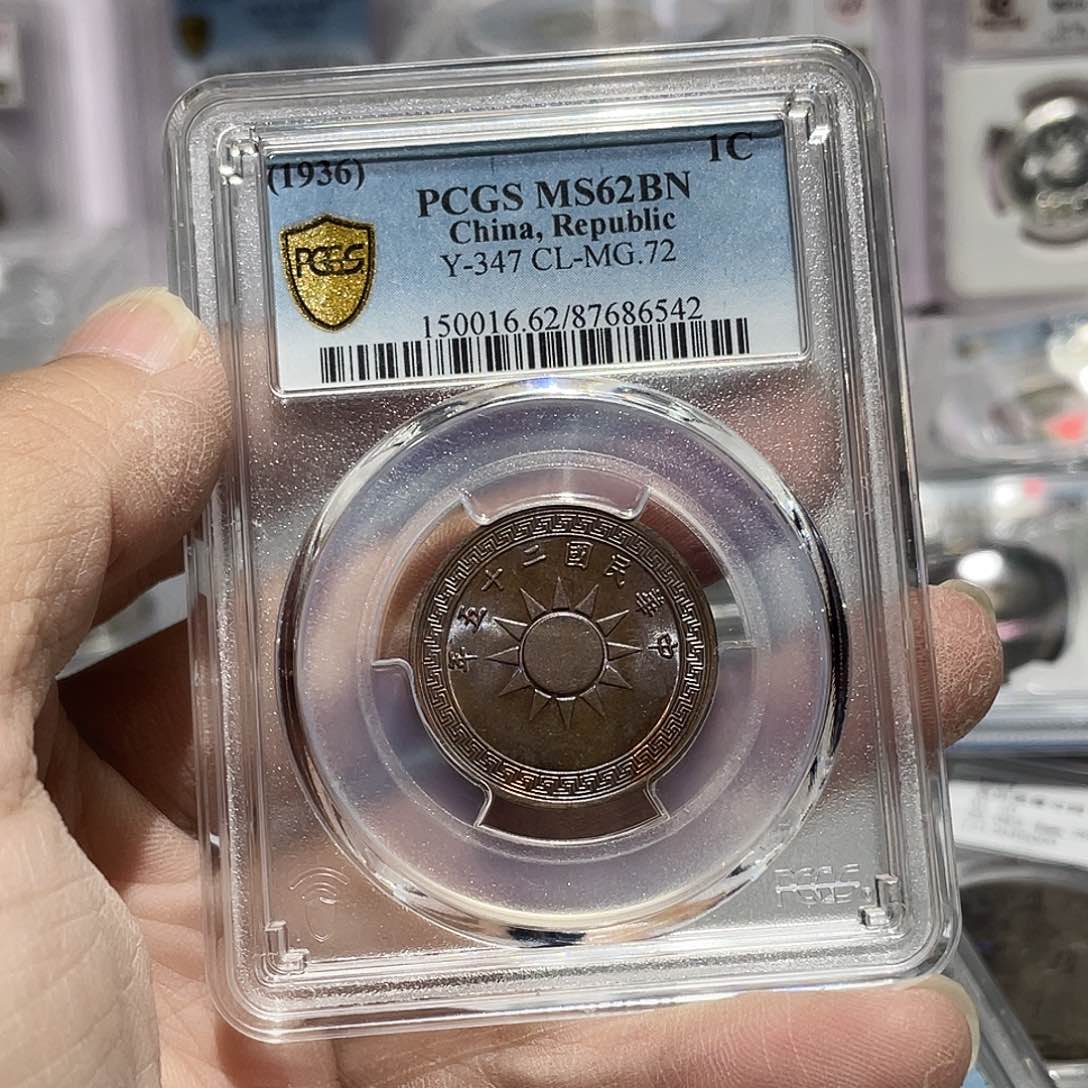 (1936)
1C
PCGS MS62BN
China, Republic
Y-347 CL-MG.72
PCGS
150016.62/87686542
年五十二國民華中
PCGS